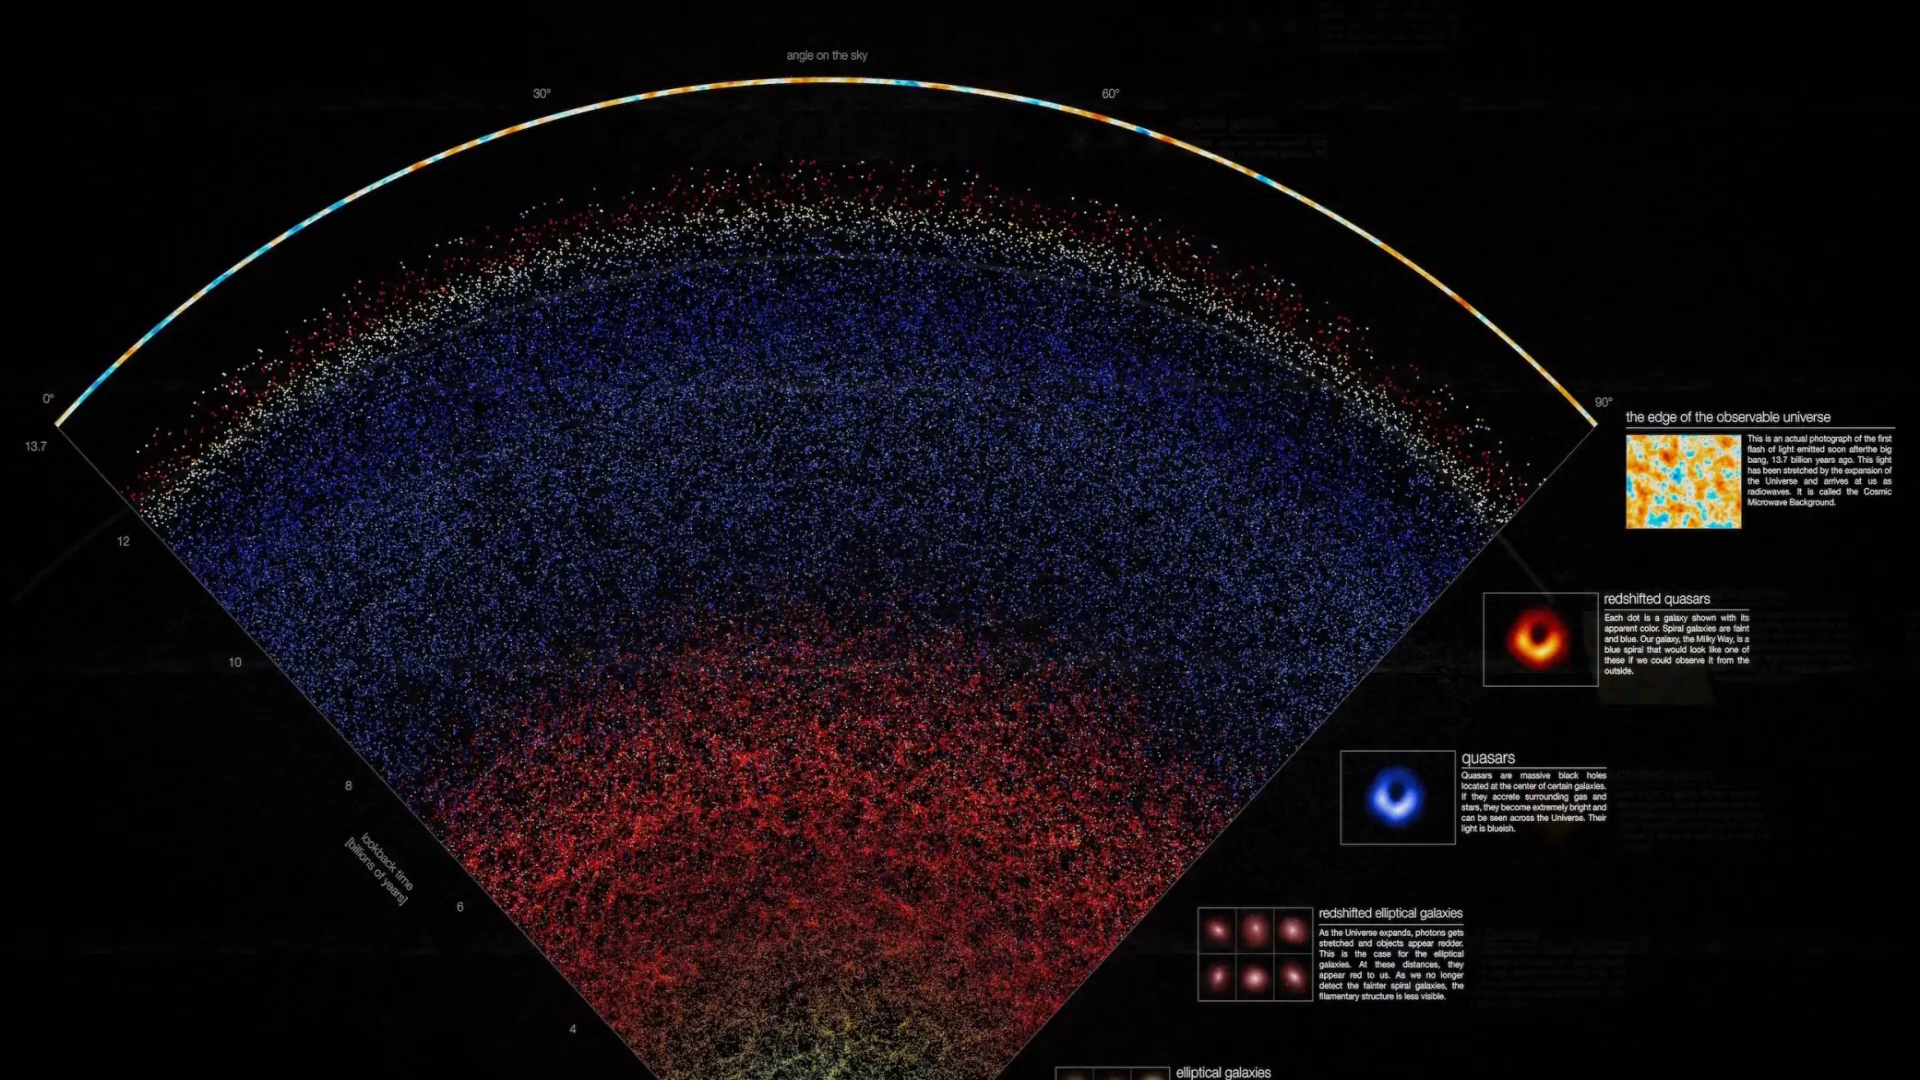 angle on the sky
30°
60°
0°
90°
13.7
12
10
8
6
4
lookback time
[billions of years]
the edge of the observable universe
This is an actual photograph of the first
flash of light emitted soon afterthe big
bang, 13.7 billion years ago. This light
has been stretched by the expansion of
the Universe and arrives at us as
radiowaves. It is called the Cosmic
Microwave Background.
redshifted quasars
Each dot is a galaxy shown with its
apparent color. Spiral galaxies are faint
and blue. Our galaxy, the Milky Way, is a
blue spiral that would look like one of
these if we could observe it from the
outside.
quasars
Quasars are massive black holes
located at the center of certain galaxies.
If they accrete surrounding gas and
stars, they become extremely bright and
can be seen across the Universe. Their
light is blueish.
redshifted elliptical galaxies
As the Universe expands, photons gets
stretched and objects appear redder.
This is the case for the elliptical
galaxies. At these distances, they
appear red to us. As we no longer
detect the fainter spiral galaxies, the
filamentary structure is less visible.
elliptical galaxies